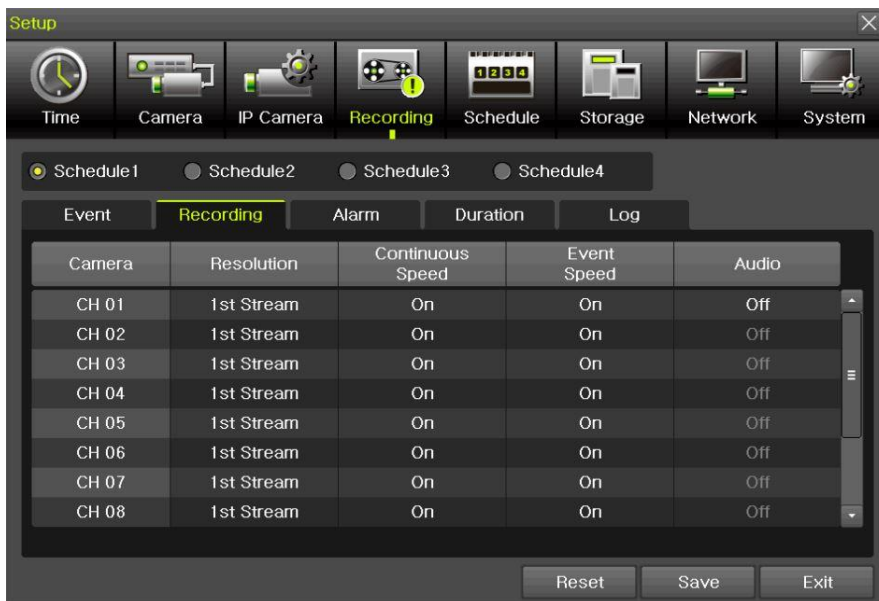 Setup
Time Camera IP Camera Recording Schedule Storage Network System
1 2 3 4
Schedule1 Schedule2 Schedule3 Schedule4
Event Recording Alarm Duration Log
Camera Resolution Continuous Speed Event Speed Audio
CH 01 1st Stream On On Off
CH 02 1st Stream On On Off
CH 03 1st Stream On On Off
CH 04 1st Stream On On Off
CH 05 1st Stream On On Off
CH 06 1st Stream On On Off
CH 07 1st Stream On On Off
CH 08 1st Stream On On Off
Reset Save Exit